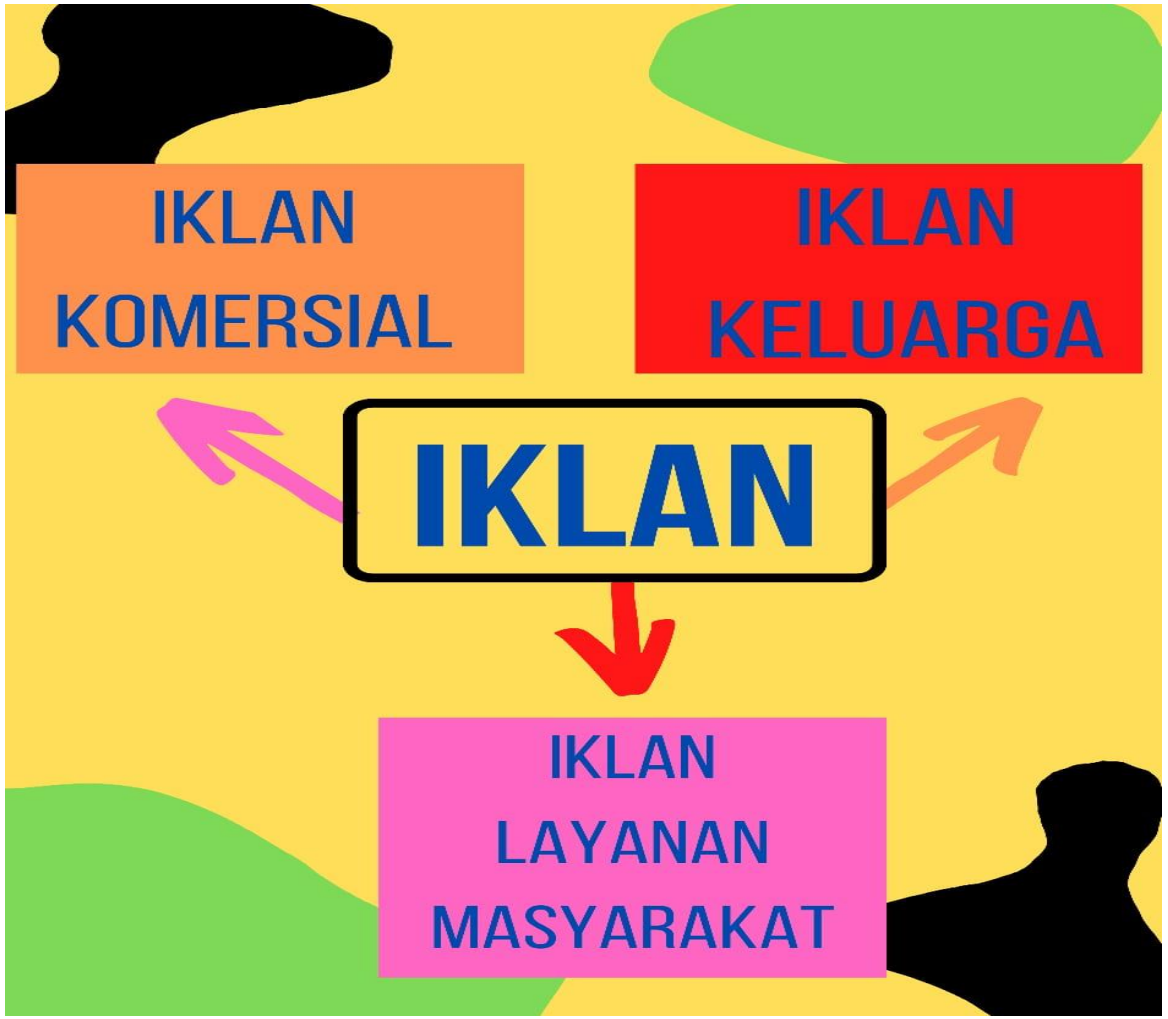 IKLAN
KOMERSIAL
IKLAN
KELUARGA
IKLAN
IKLAN
LAYANAN
MASYARAKAT